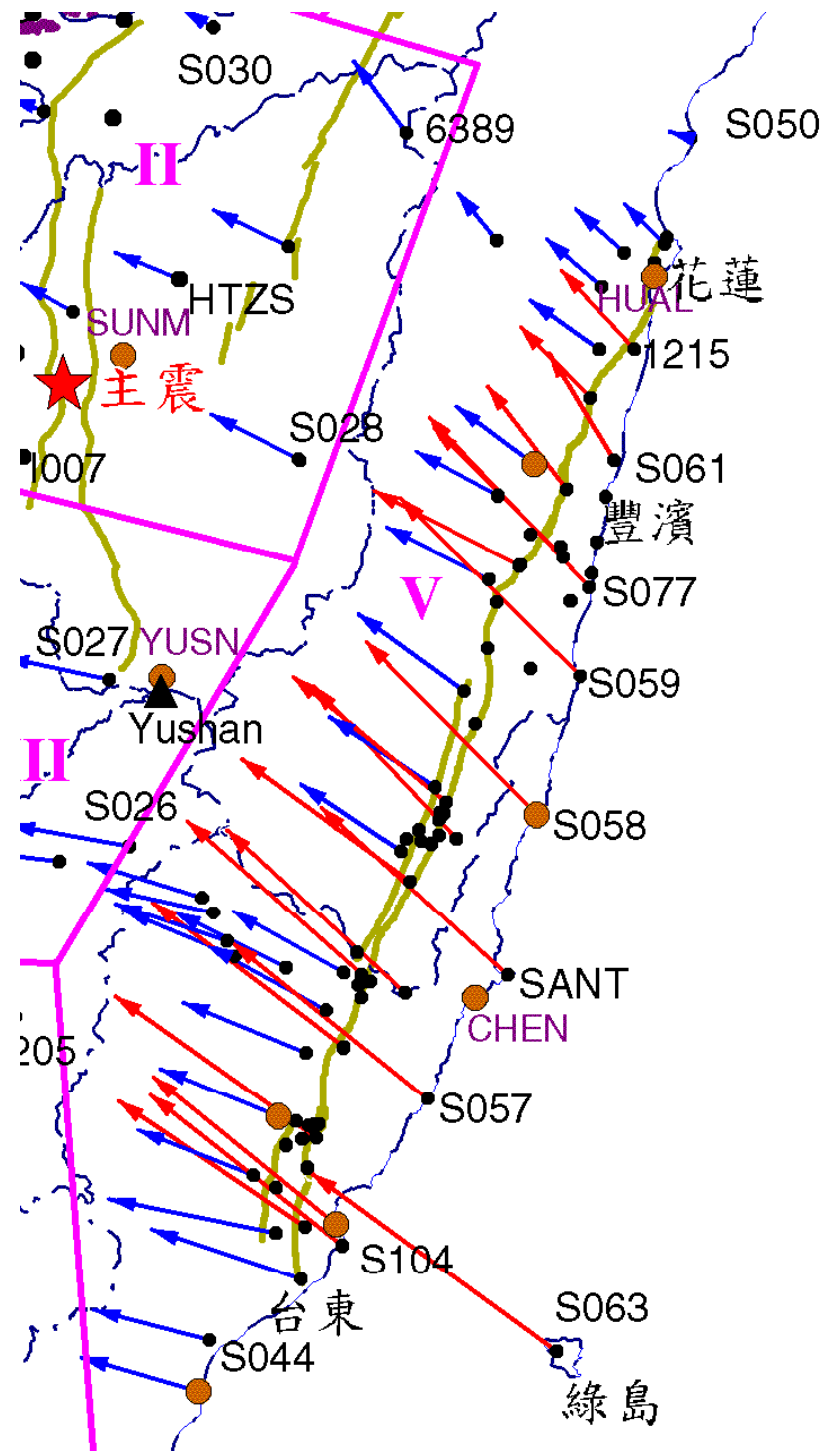 S030
6389
S050
II
HTZS
HUAL
花蓮
SUNM
1215
主震
S028
I007
S061
豐濱
V
S077
S027
YUSN
S059
Yushan
II
S026
S058
SANT
CHEN
205
S057
S104
台東
S063
S044
綠島